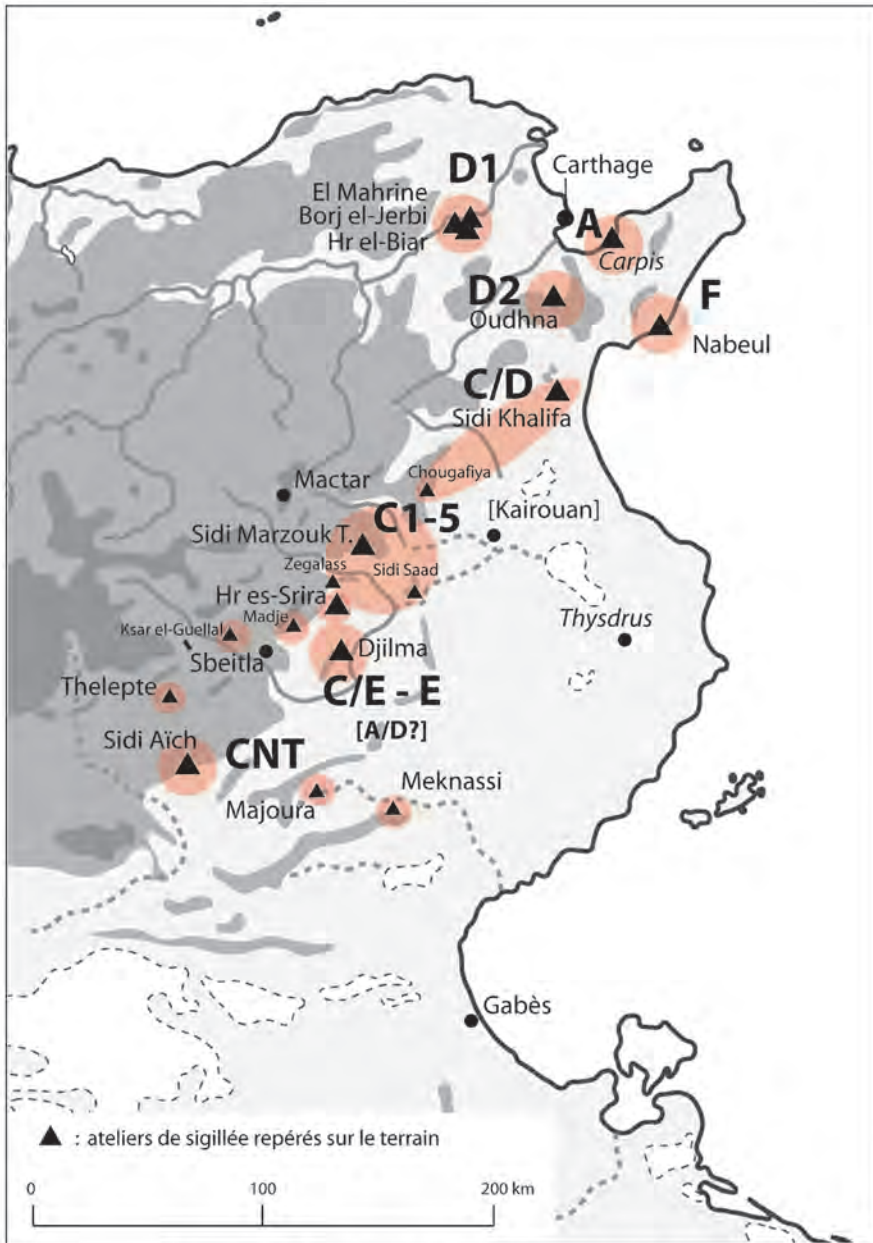 D1
Carthage
El Mahrine
Borj el-Jerbi
Hr el-Biar
A
Carpis
D2
Oudhna
F
Nabeul
C/D
Sidi Khalifa
Chougafiya
Mactar
C1-5
[Kairouan]
Sidi Marzouk T.
Zegalass
Sidi Saad
Hr es-Srira
Madje
Ksar el-Guellal
Thysdrus
Sbeitla
Djilma
Thelepte
C/E - E
[A/D?]
Sidi Aïch
CNT
Meknassi
Majoura
Gabès
▲ : ateliers de sigillée repérés sur le terrain
0 100 200 km